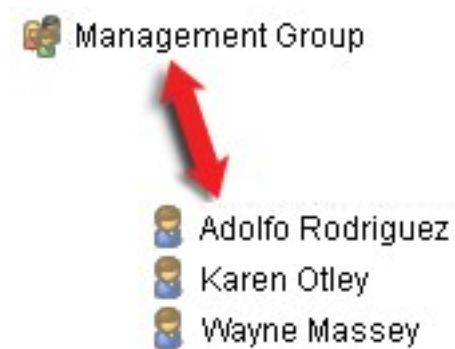 Management Group
Adolfo Rodriguez
Karen Otley
Wayne Massey